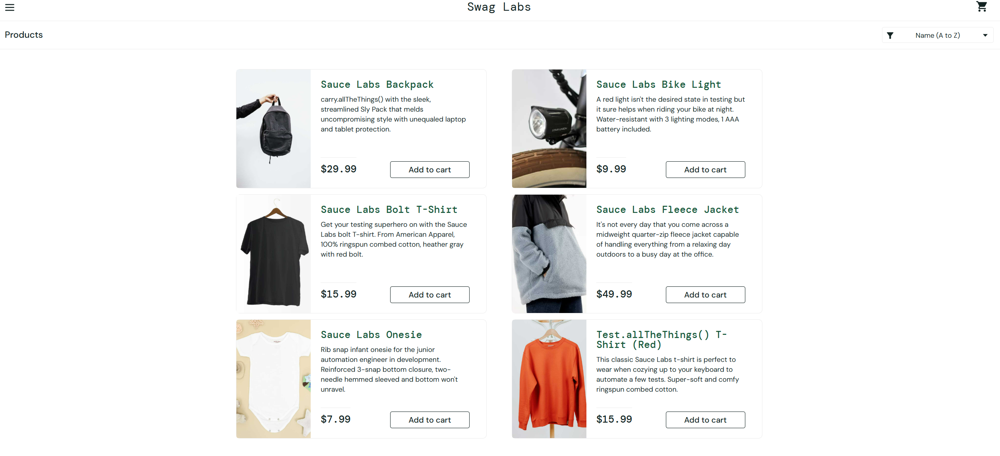 Swag Labs
Products
Name (A to Z)
Sauce Labs Backpack
carry.allTheThings() with the sleek,
streamlined Sly Pack that melds
uncompromising style with unequaled laptop
and tablet protection.
$29.99
Add to cart
Sauce Labs Bike Light
A red light isn't the desired state in testing but
it sure helps when riding your bike at night.
Water-resistant with 3 lighting modes, 1 AAA
battery included.
STAR UNION
$9.99
Add to cart
Sauce Labs Bolt T-Shirt
Get your testing superhero on with the Sauce
Labs bolt T-shirt. From American Apparel,
100% ringspun combed cotton, heather gray
with red bolt.
$15.99
Add to cart
Sauce Labs Fleece Jacket
It's not every day that you come across a
midweight quarter-zip fleece jacket capable
of handling everything from a relaxing day
outdoors to a busy day at the office.
$49.99
Add to cart
Sauce Labs Onesie
Rib snap infant onesie for the junior
automation engineer in development.
Reinforced 3-snap bottom closure, two-
needle hemmed sleeved and bottom won't
unravel.
$7.99
Add to cart
Test.allTheThings() T-
Shirt (Red)
This classic Sauce Labs t-shirt is perfect to
wear when cozying up to your keyboard to
automate a few tests. Super-soft and comfy
ringspun combed cotton.
$15.99
Add to cart